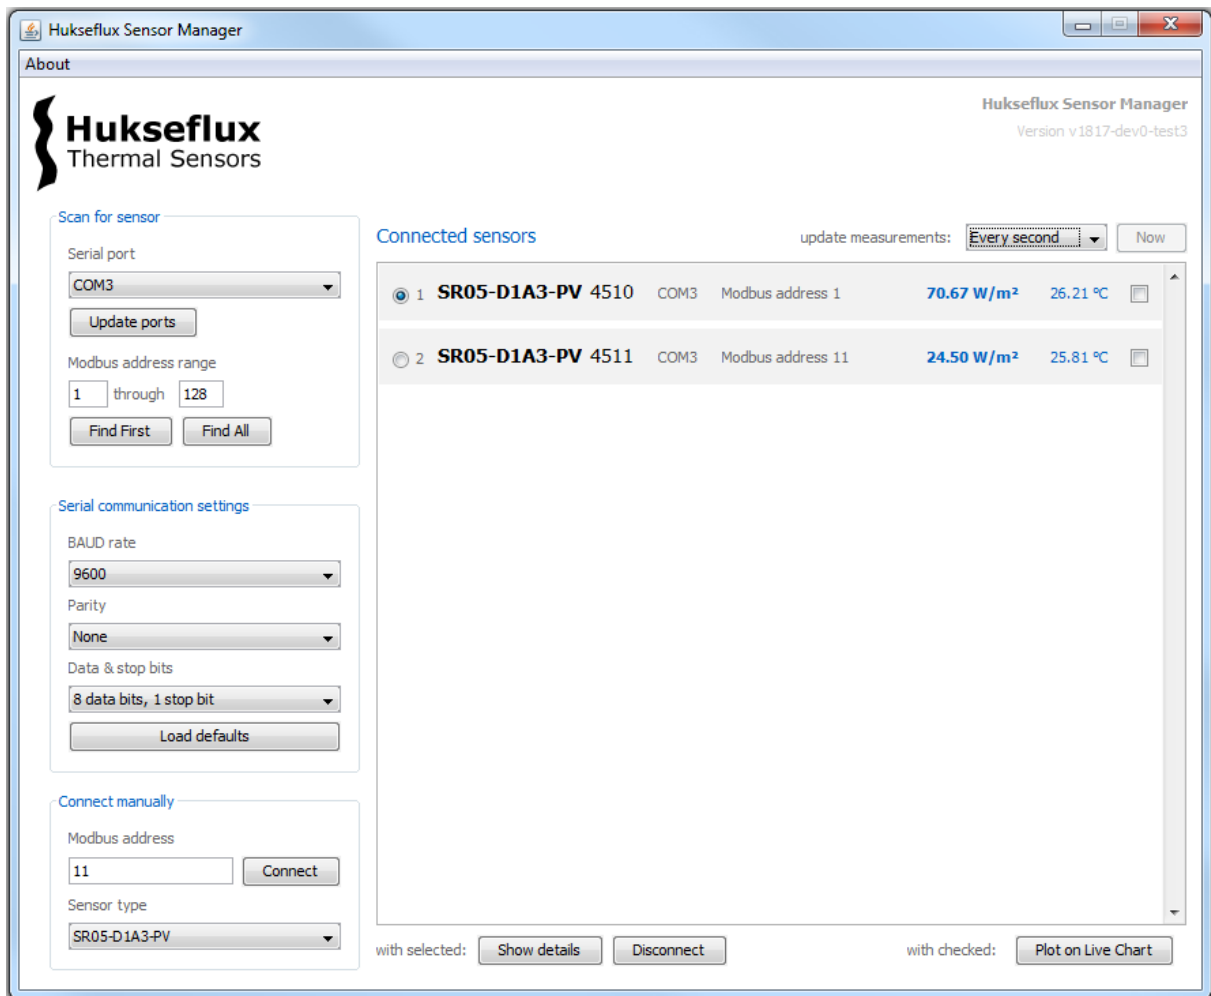 Hukseflux Sensor Manager
About
Hukseflux
Thermal Sensors
Hukseflux Sensor Manager
Version v1817-dev0-test3
Scan for sensor
Serial port
COM3
Update ports
Modbus address range
1 through 128
Find First Find All
Serial communication settings
BAUD rate
9600
Parity
None
Data & stop bits
8 data bits, 1 stop bit
Load defaults
Connect manually
Modbus address
11 Connect
Sensor type
SR05-D1A3-PV
Connected sensors update measurements: Every second Now
1 SR05-D1A3-PV 4510 COM3 Modbus address 1 70.67 W/m² 26.21 ºC
2 SR05-D1A3-PV 4511 COM3 Modbus address 11 24.50 W/m² 25.81 ºC
with selected: Show details Disconnect with checked: Plot on Live Chart